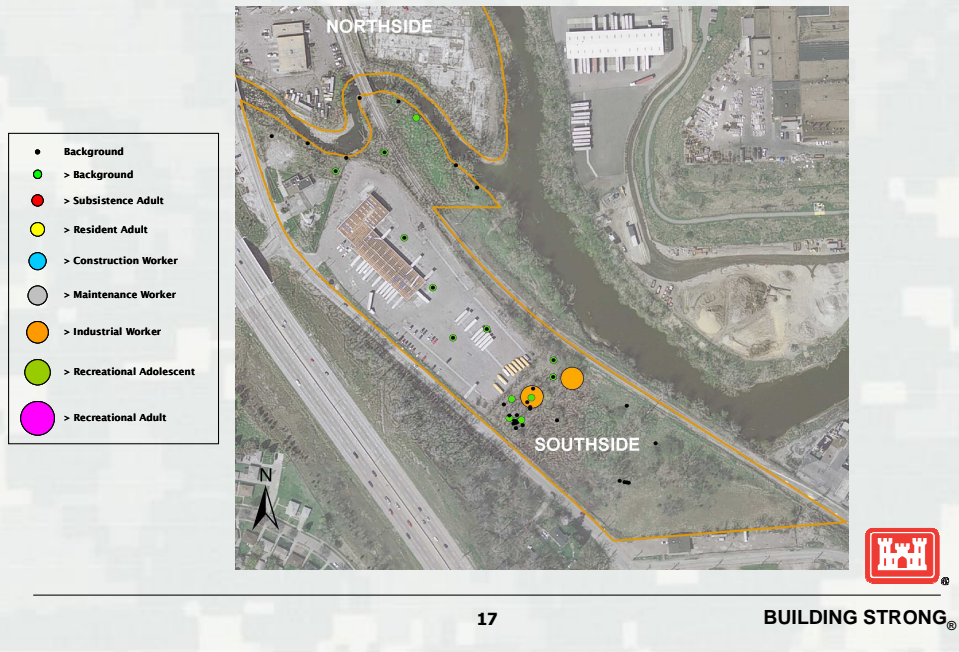 NORTHSIDE
Background
> Background
> Subsistence Adult
> Resident Adult
> Construction Worker
> Maintenance Worker
> Industrial Worker
> Recreational Adolescent
> Recreational Adult
SOUTHSIDE
N
®
17
BUILDING STRONG®